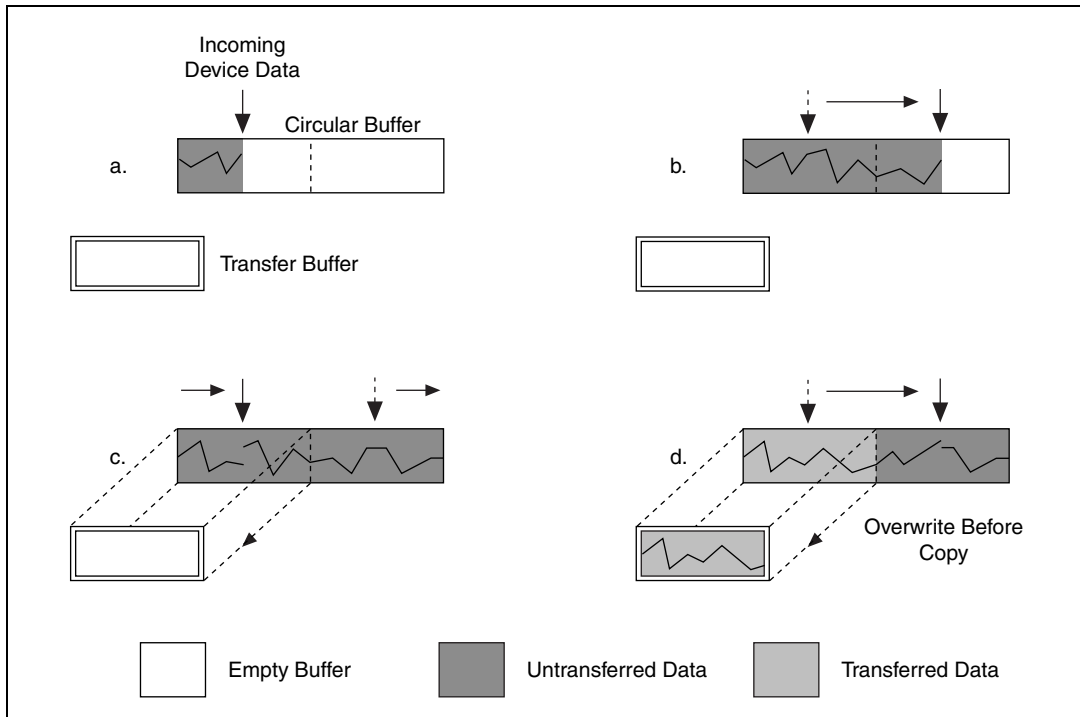 Incoming
Device Data
Circular Buffer
a.
b.
Transfer Buffer
c.
d.
Overwrite Before
Copy
Empty Buffer
Untransferred Data
Transferred Data